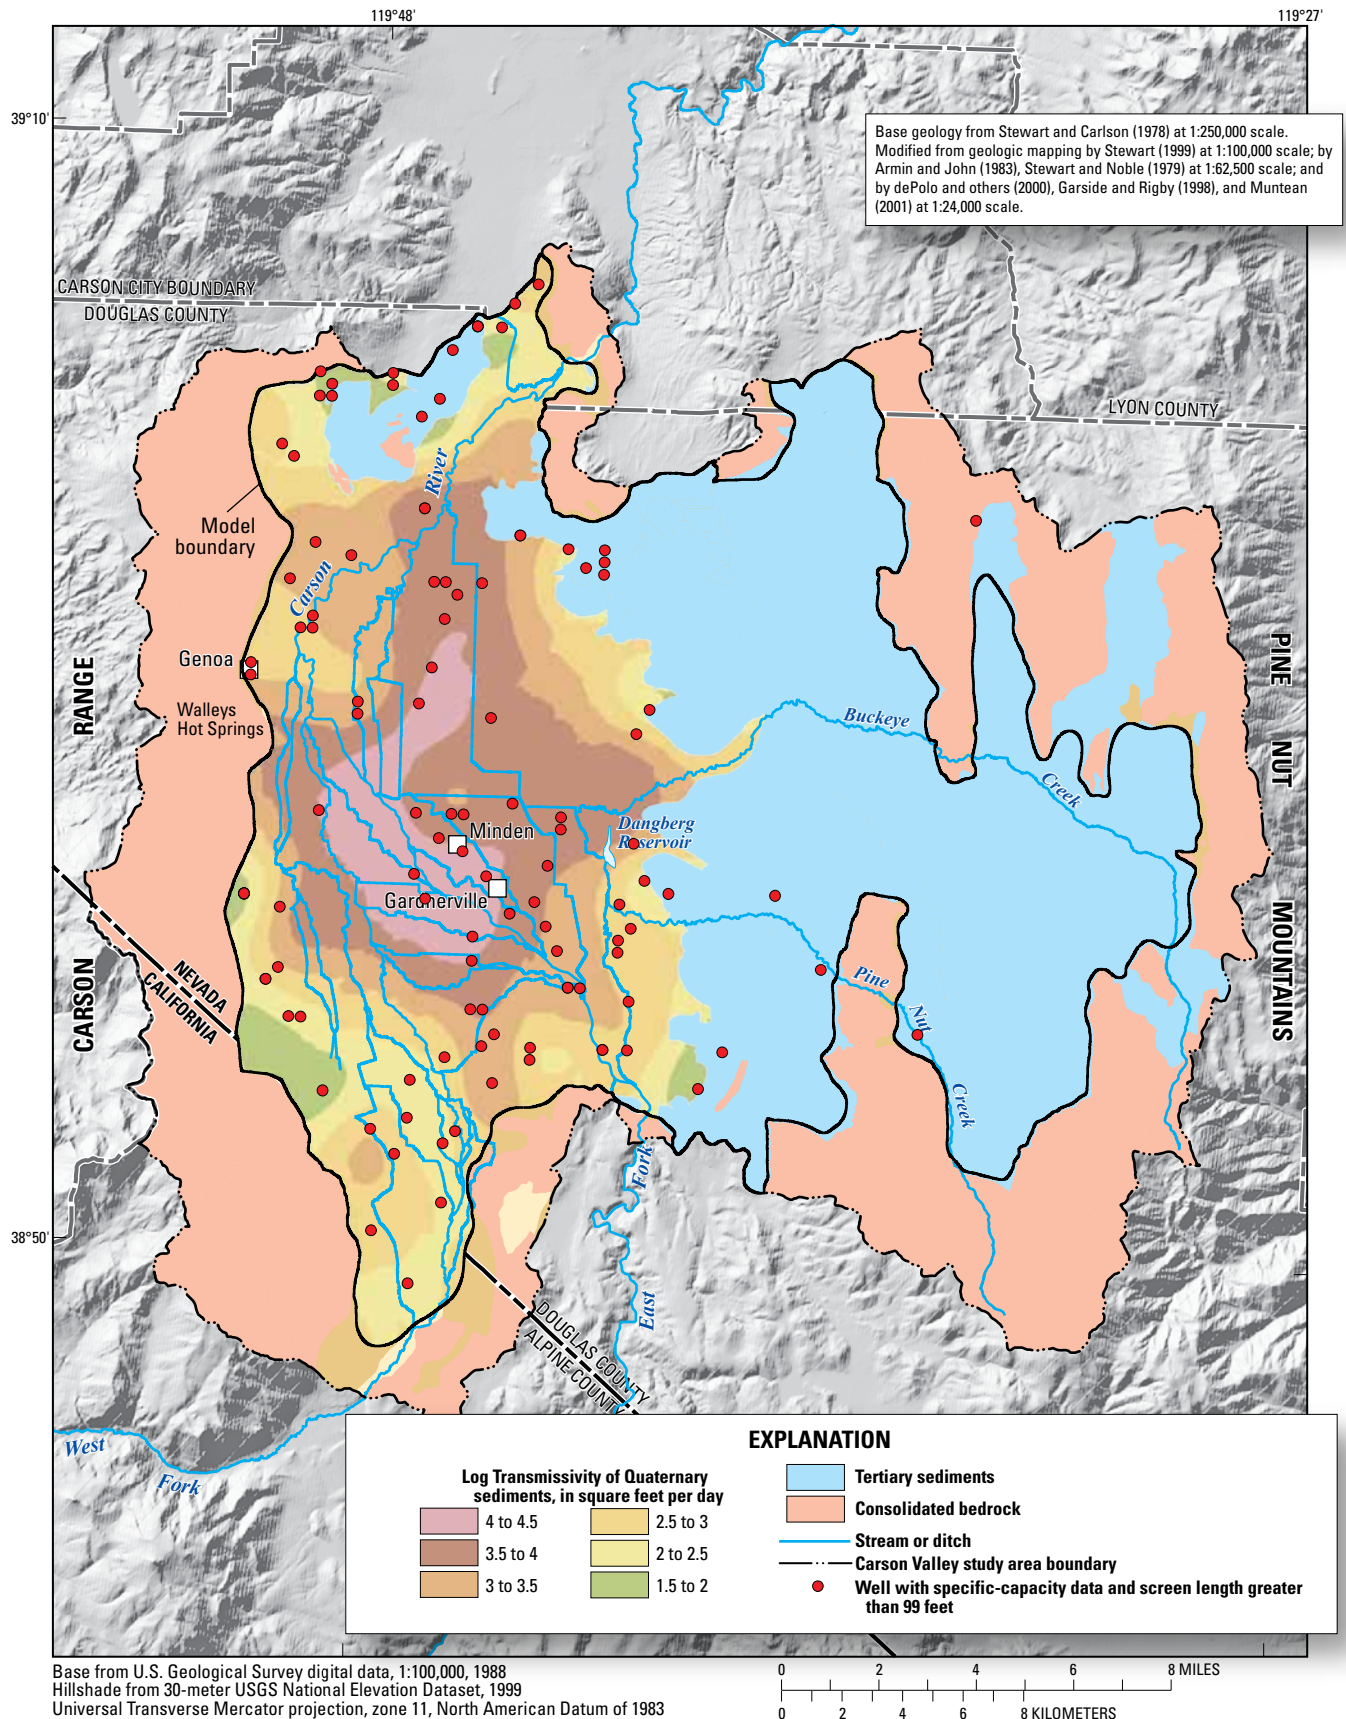 119°48'
119°27'
39°10'
Base geology from Stewart and Carlson (1978) at 1:250,000 scale.
Modified from geologic mapping by Stewart (1999) at 1:100,000 scale; by
Armin and John (1983), Stewart and Noble (1979) at 1:62,500 scale; and
by dePolo and others (2000), Garside and Rigby (1998), and Muntean
(2001) at 1:24,000 scale.
CARSON CITY BOUNDARY
DOUGLAS COUNTY
LYON COUNTY
River
Model
boundary
Carson
Genoa
Walleys
Hot Springs
RANGE
PINE
NUT
MOUNTAINS
Buckeye
Creek
Dangberg
Reservoir
Minden
Gardnerville
NEVADA
CALIFORNIA
CARSON
Pine
Nut
Creek
38°50'
Fork
East
DOUGLAS COUNTY
ALPINE COUNTY
West
Fork
EXPLANATION
Log Transmissivity of Quaternary
sediments, in square feet per day
4 to 4.5
3.5 to 4
3 to 3.5
2.5 to 3
2 to 2.5
1.5 to 2
Tertiary sediments
Consolidated bedrock
Stream or ditch
Carson Valley study area boundary
Well with specific-capacity data and screen length greater
than 99 feet
Base from U.S. Geological Survey digital data, 1:100,000, 1988
Hillshade from 30-meter USGS National Elevation Dataset, 1999
Universal Transverse Mercator projection, zone 11, North American Datum of 1983
0 2 4 6 8 MILES
0 2 4 6 8 KILOMETERS